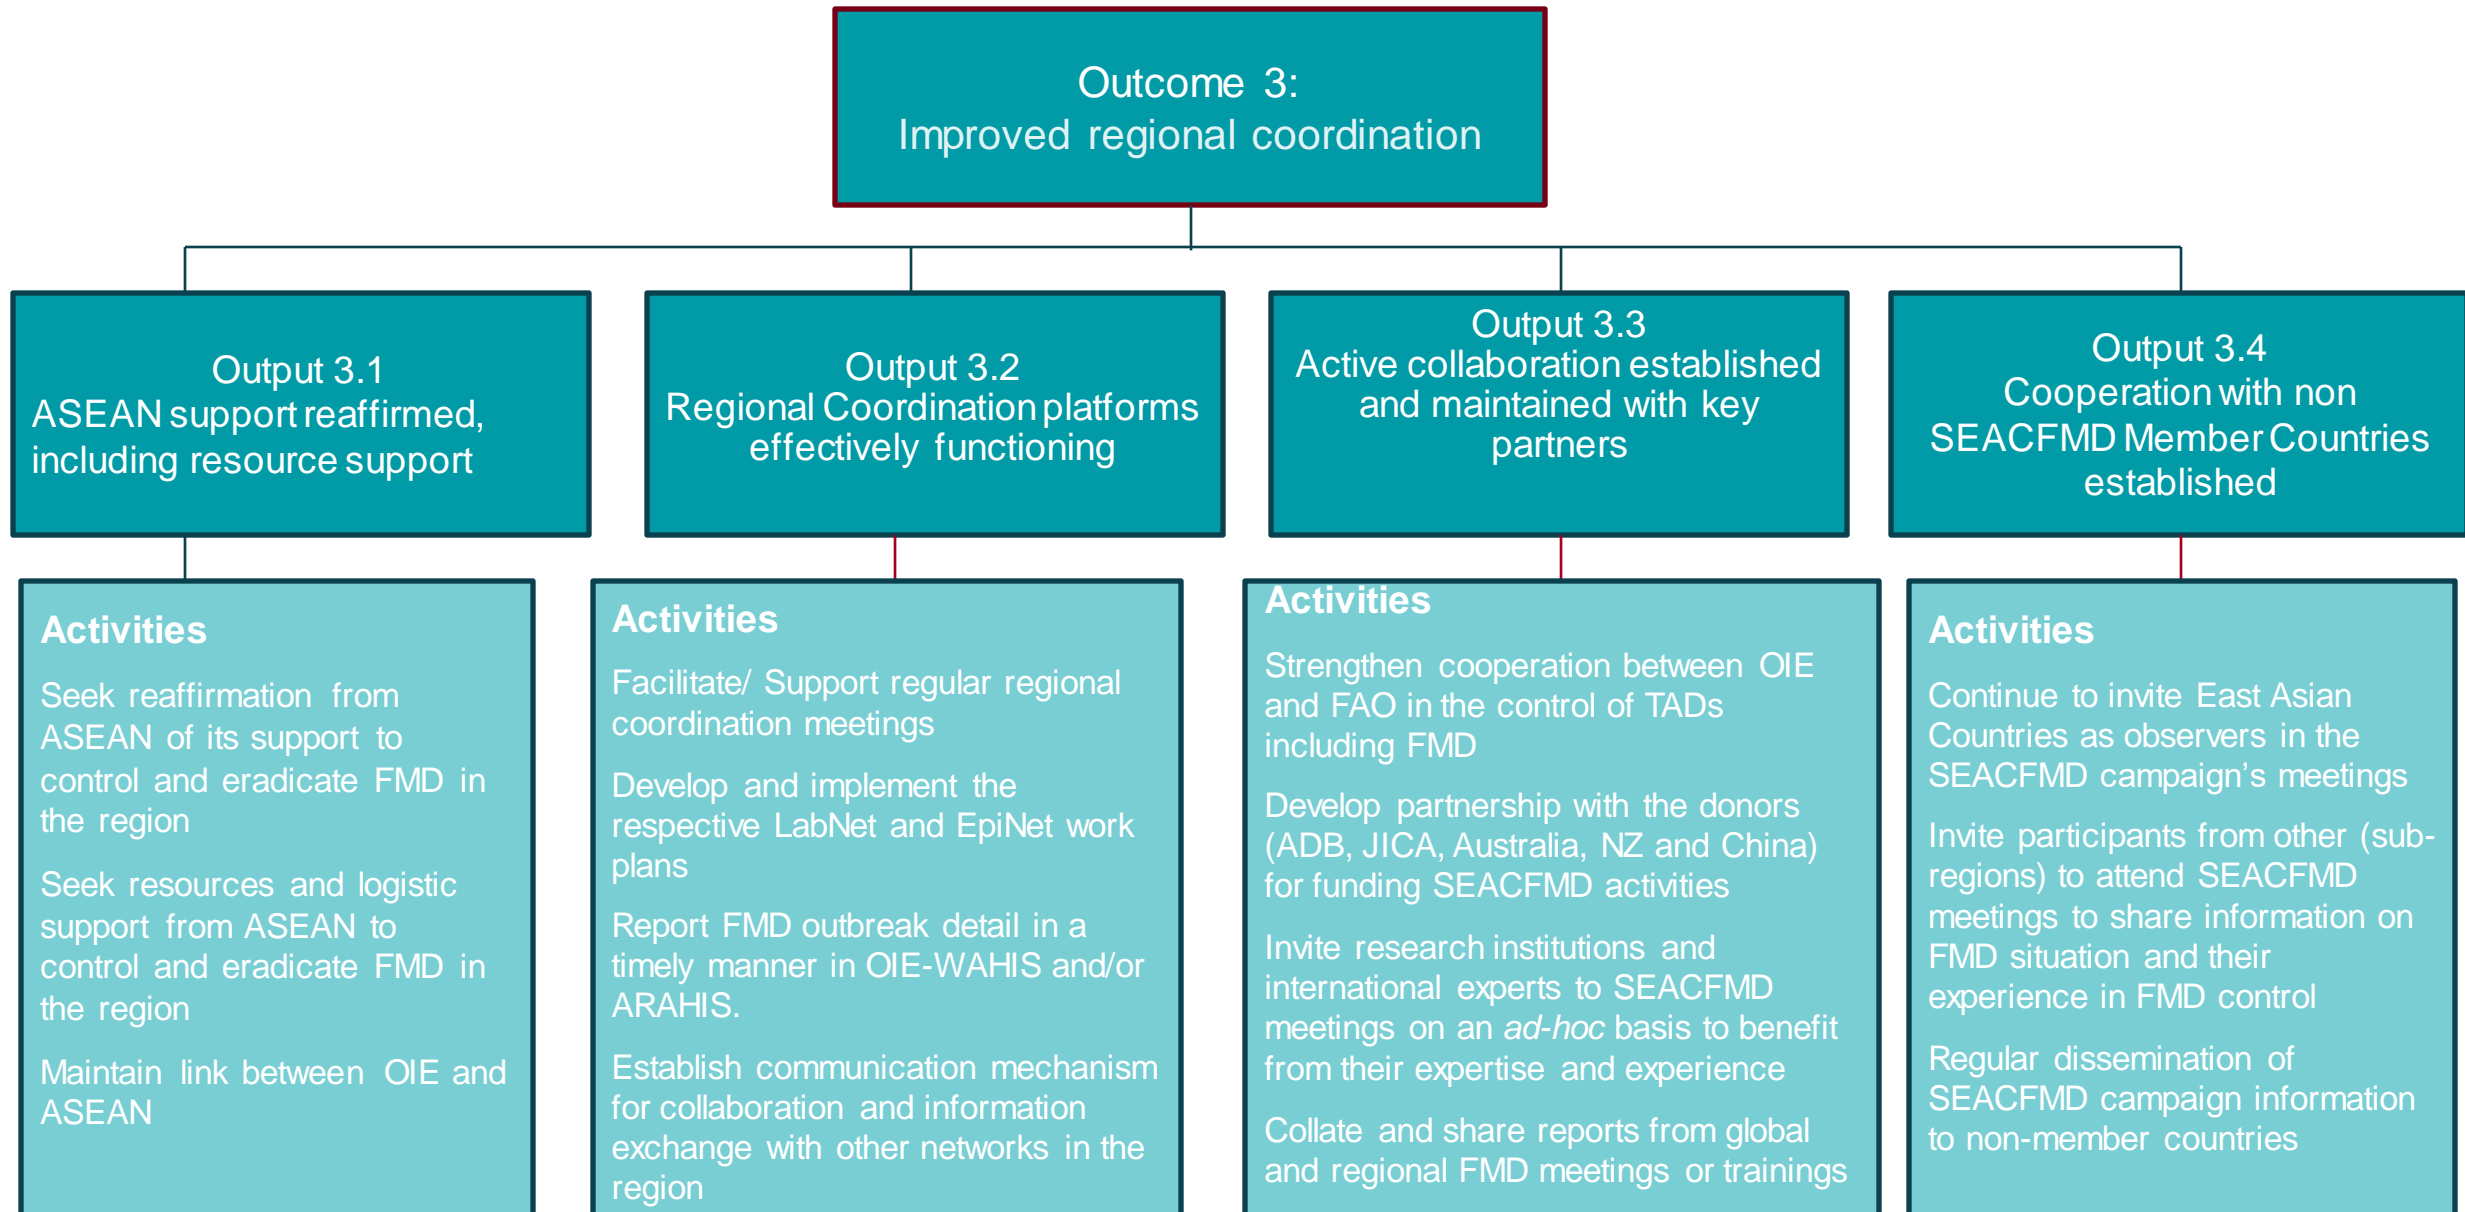 Outcome 3:
Improved regional coordination
Output 3.1
ASEAN support reaffirmed,
including resource support
Output 3.2
Regional Coordination platforms
effectively functioning
Output 3.3
Active collaboration established
and maintained with key
partners
Output 3.4
Cooperation with non
SEACFMD Member Countries
established
Activities
Seek reaffirmation from
ASEAN of its support to
control and eradicate FMD in
the region
Seek resources and logistic
support from ASEAN to
control and eradicate FMD in
the region
Maintain link between OIE and
ASEAN
Activities
Facilitate/ Support regular regional
coordination meetings
Develop and implement the
respective LabNet and EpiNet work
plans
Report FMD outbreak detail in a
timely manner in OIE-WAHIS and/or
ARAHIS.
Establish communication mechanism
for collaboration and information
exchange with other networks in the
region
Activities
Strengthen cooperation between OIE
and FAO in the control of TADs
including FMD
Develop partnership with the donors
(ADB, JICA, Australia, NZ and China)
for funding SEACFMD activities
Invite research institutions and
international experts to SEACFMD
meetings on an ad-hoc basis to benefit
from their expertise and experience
Collate and share reports from global
and regional FMD meetings or trainings
Activities
Continue to invite East Asian
Countries as observers in the
SEACFMD campaign’s meetings
Invite participants from other (sub-
regions) to attend SEACFMD
meetings to share information on
FMD situation and their
experience in FMD control
Regular dissemination of
SEACFMD campaign information
to non-member countries